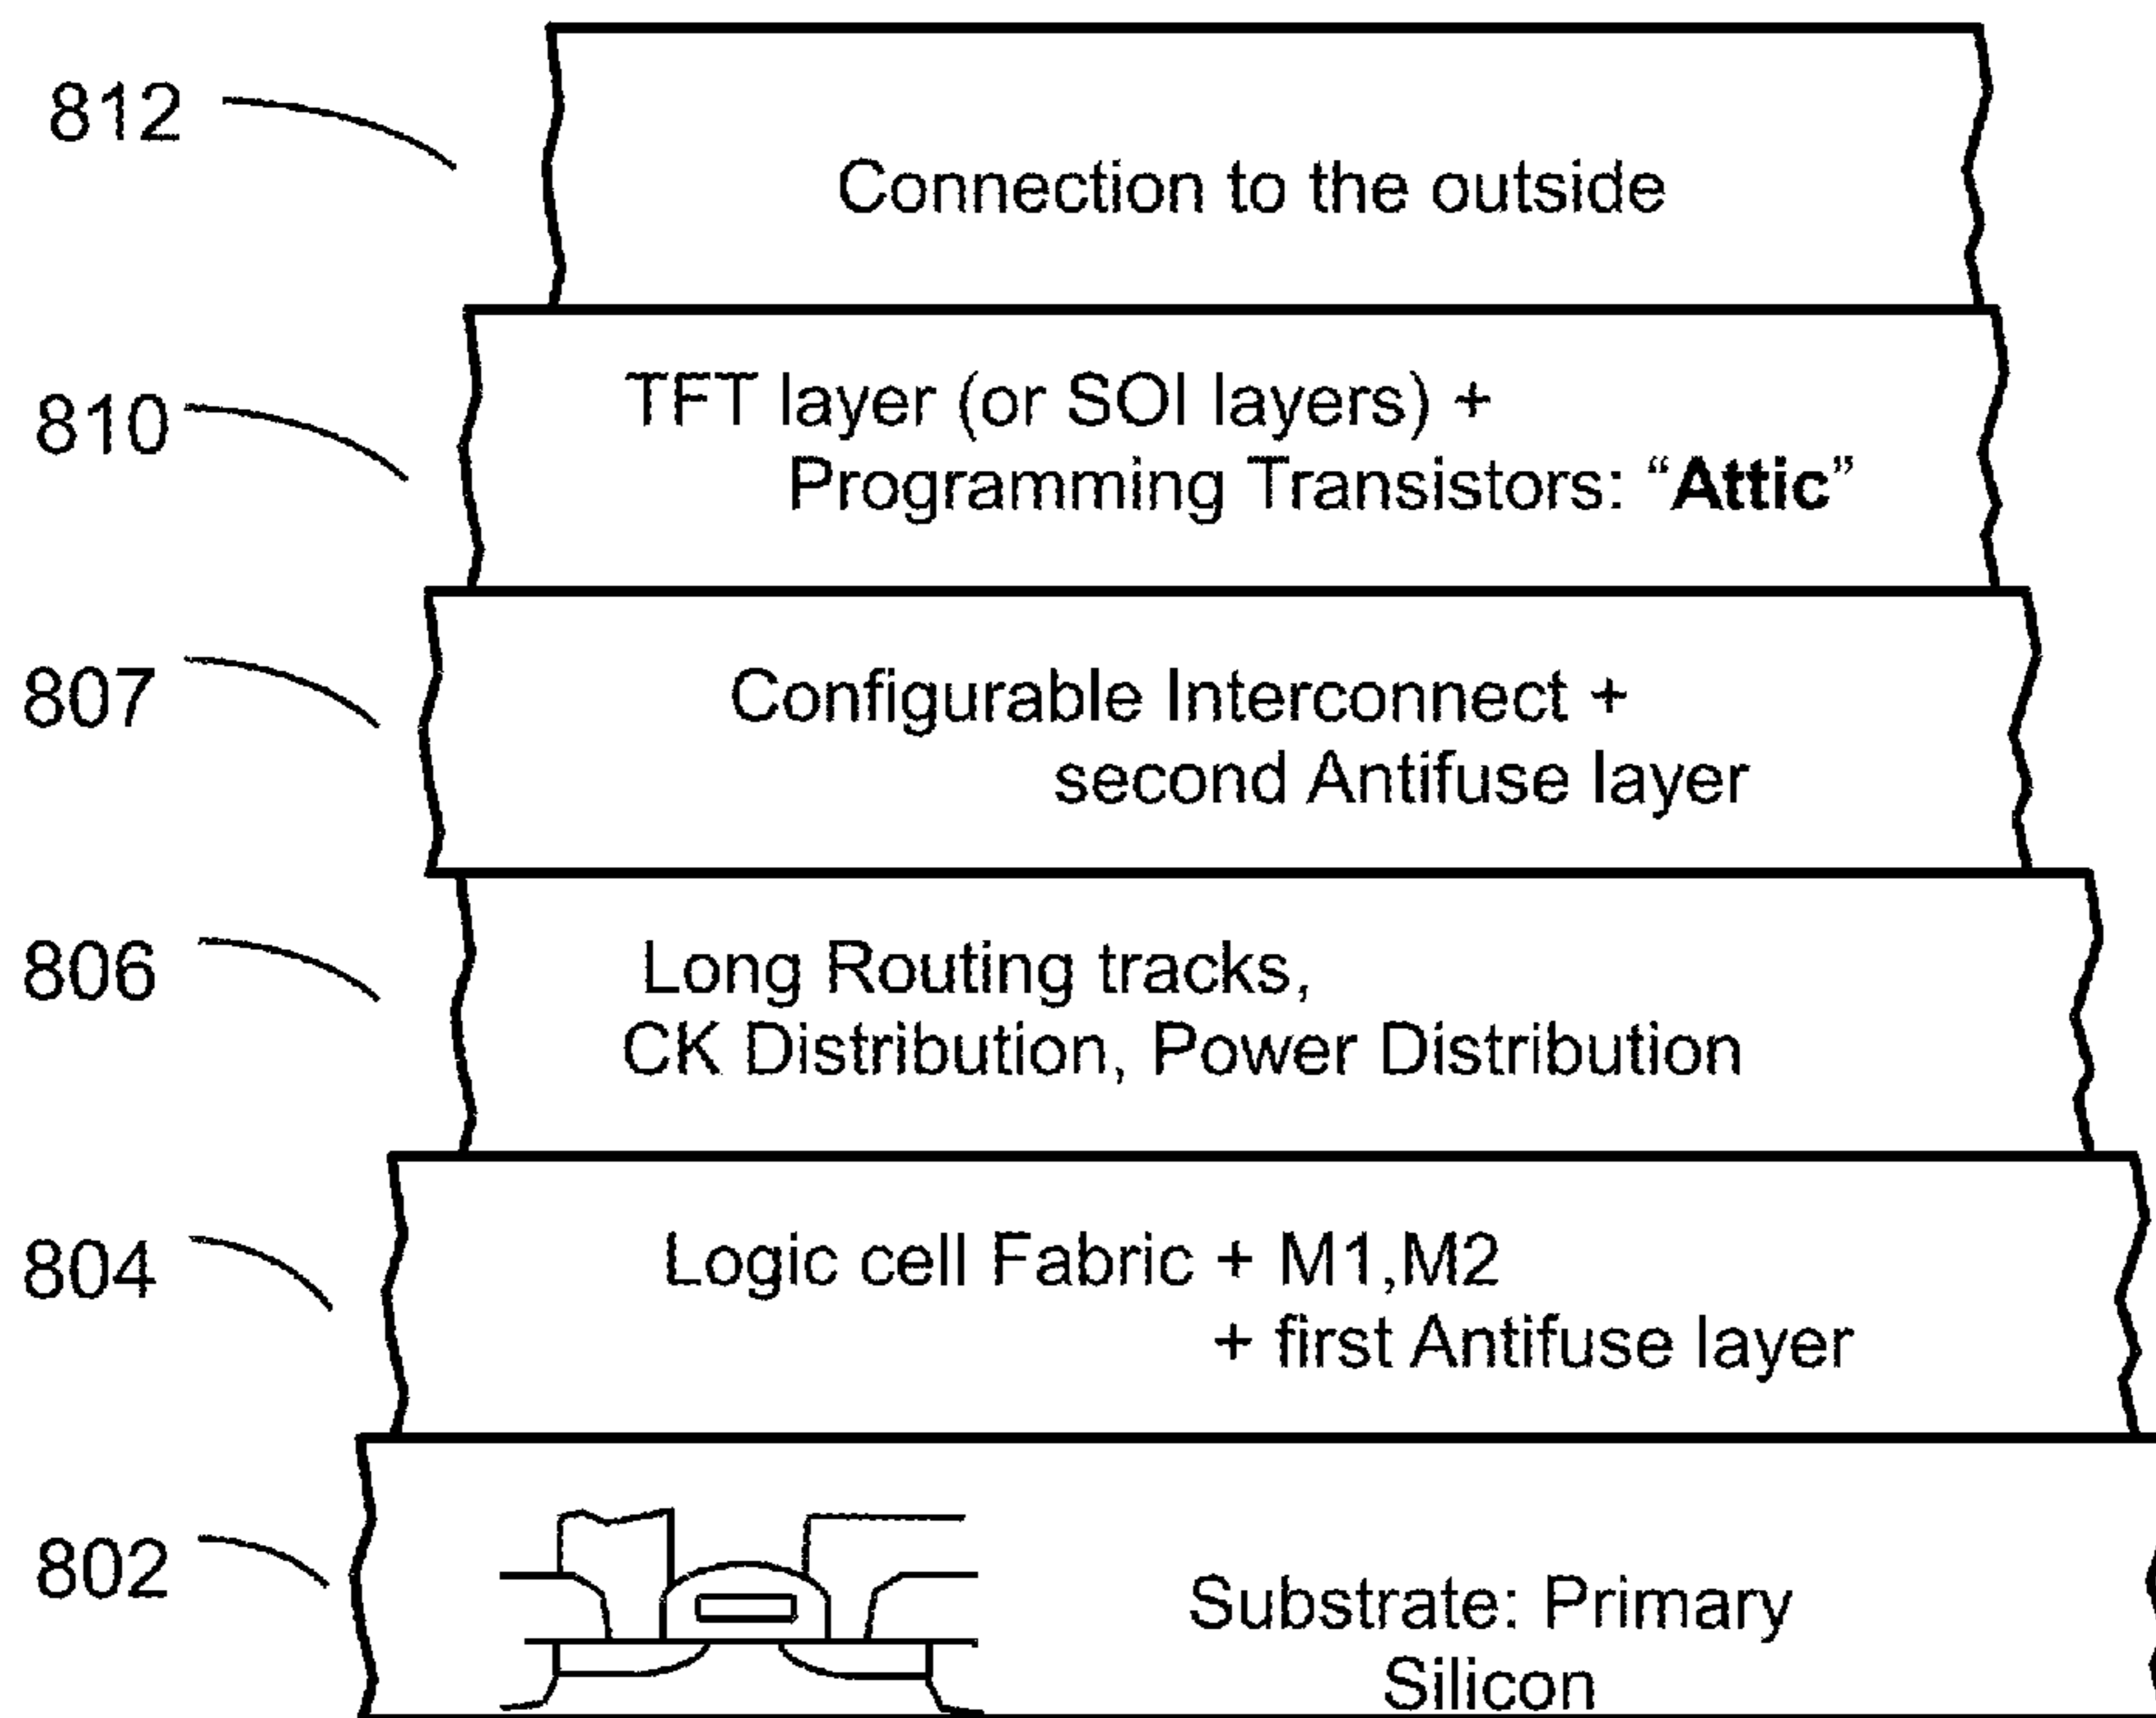 812
Connection to the outside
810
TFT layer (or SOI layers) +
Programming Transistors: “Attic”
807
Configurable Interconnect +
second Antifuse layer
806
Long Routing tracks,
CK Distribution, Power Distribution
804
Logic cell Fabric + M1,M2
+ first Antifuse layer
802
Substrate: Primary
Silicon